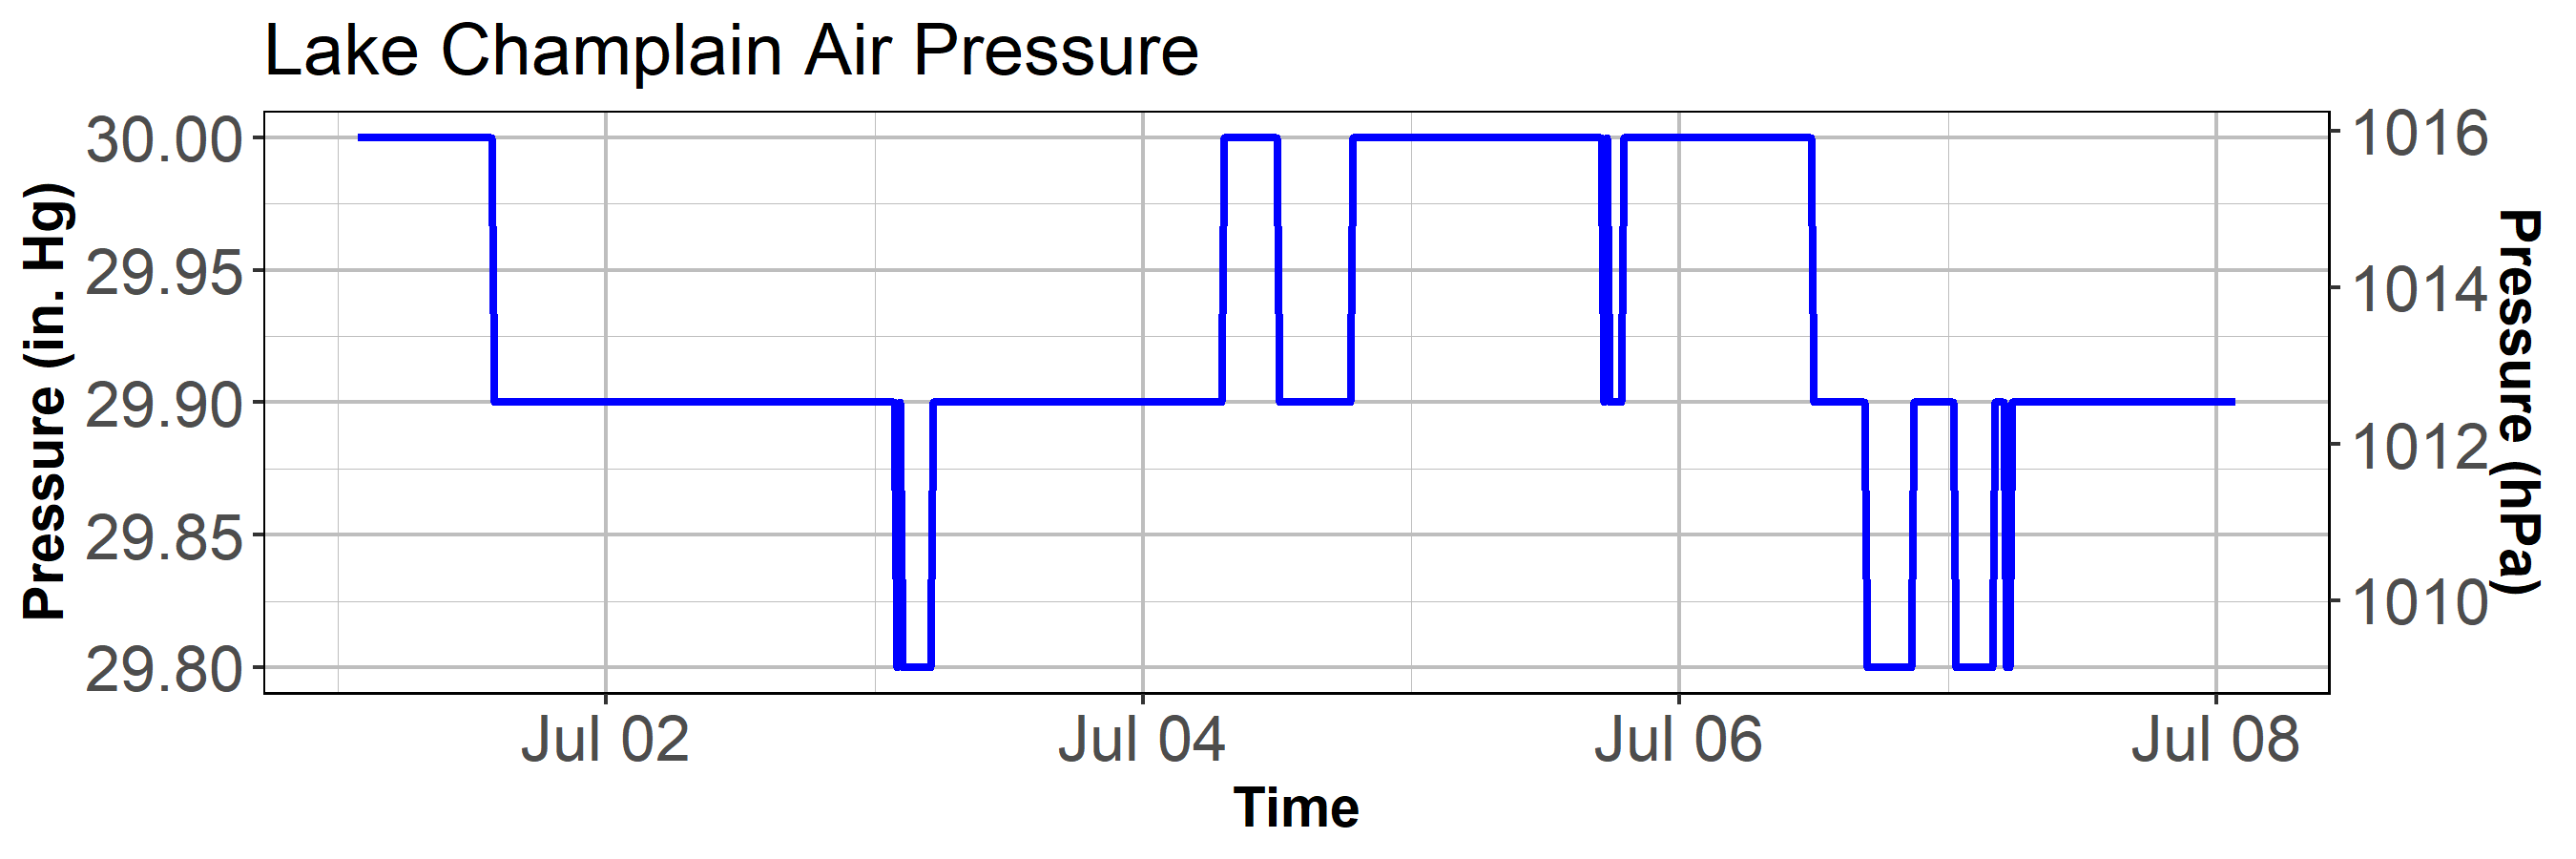 Lake Champlain Air Pressure
30.00
29.95
29.90
29.85
29.80
Pressure (in. Hg)
1016
1014
1012
1010
Pressure (hPa)
Jul 02
Jul 04
Jul 06
Jul 08
Time